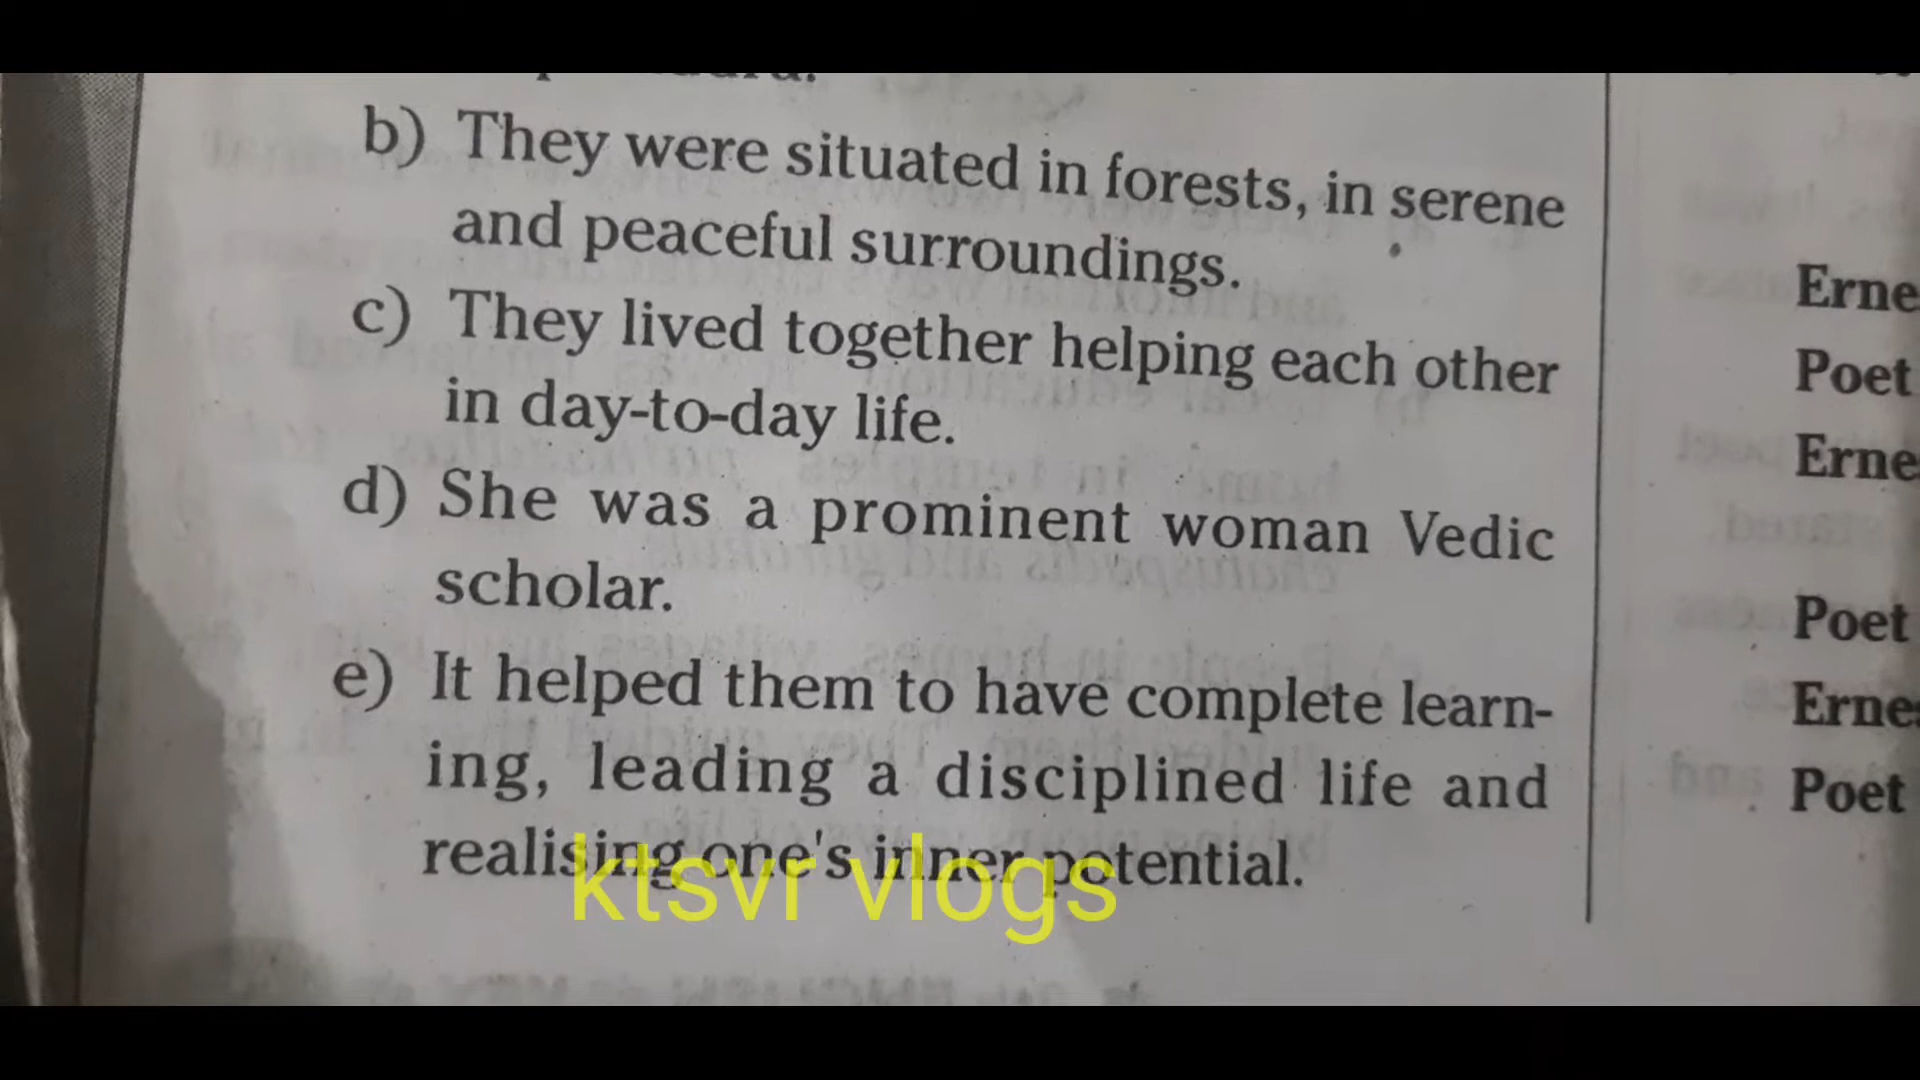 b) They were situated in forests, in serene
and peaceful surroundings.
c) They lived together helping each other
in day-to-day life.
d) She was a prominent woman Vedic
scholar.
e) It helped them to have complete learn-
ing, leading a disciplined life and
realising one's inner potential.
ktsvr vlogs
Erne
Poet
Erne
Poet
Erne
Poet